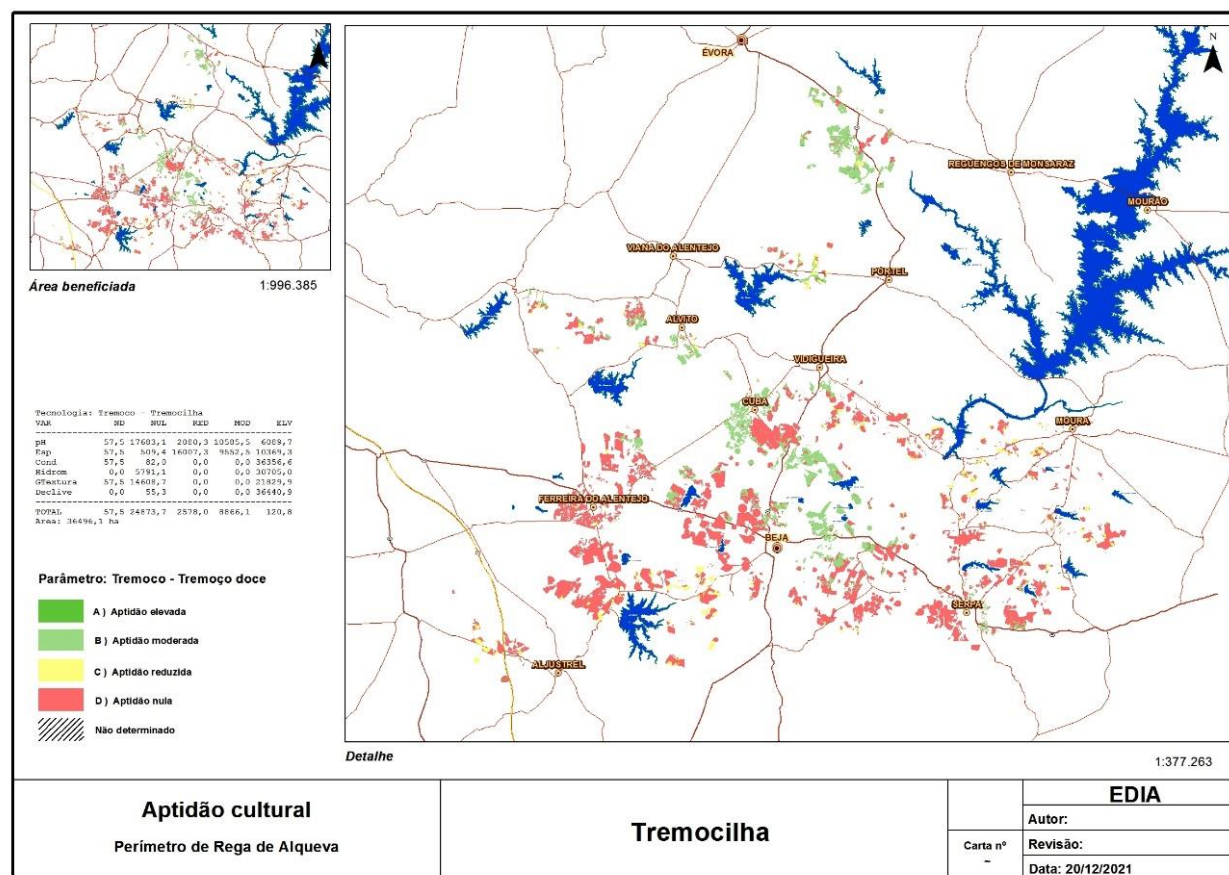 N
Área beneficiada 1:996.385
Tecnologia: Tremoco - Tremocilha
VAR ND NUL RED MOD ELV
pH 57,5 17683,1 2080,3 10585,5 6089,7
Esp 57,5 509,4 16007,3 9552,5 10369,3
Cond 57,5 82,0 0,0 0,0 36356,6
Hidrom 0,0 5791,1 0,0 0,0 30705,0
GTextura 57,5 14608,7 0,0 0,0 21829,9
Declive 0,0 55,3 0,0 0,0 36440,9
TOTAL 57,5 24873,7 2578,0 8866,1 120,8
Area: 36496,1 ha
Parâmetro: Tremoco - Tremoço doce
A ) Aptidão elevada
B ) Aptidão moderada
C ) Aptidão reduzida
D ) Aptidão nula
Não determinado
N
ÉVORA
REGUENGOS DE MONSARAZ
MOURÃO
VIANA DO ALENTEJO
PORTEL
ALVITO
VIDIGUEIRA
CUBA
MOURA
FERREIRA DO ALENTEJO
BEJA
SERPA
ALJUSTREL
Detalhe 1:377.263
Aptidão cultural
Perímetro de Rega de Alqueva
Tremocilha
Carta nº
~
EDIA
Autor:
Revisão:
Data: 20/12/2021